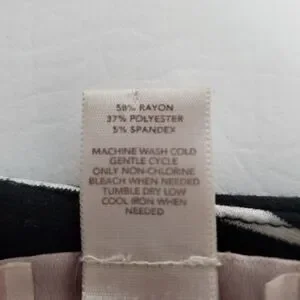 58% RAYON
37% POLYESTER
5% SPANDEX
MACHINE WASH COLD
GENTLE CYCLE
ONLY NON-CHLORINE
BLEACH WHEN NEEDED
TUMBLE DRY LOW
COOL IRON WHEN
NEEDED